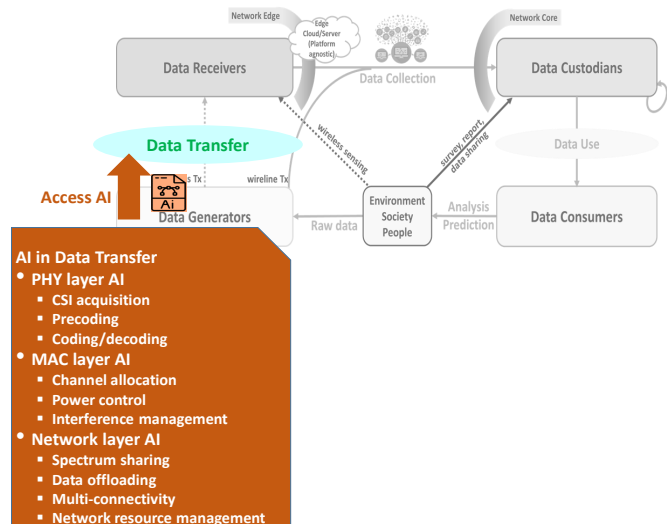 Network Edge
Edge
Cloud/Server
(Platform
agnostic)
Network Core
Data Receivers
Data Collection
Data Custodians
wireless sensing
survey, report,
data sharing
Data Transfer
Data Use
s Tx
wireline Tx
Access AI
Ai
Data Generators
Raw data
Environment
Society
People
Analysis
Prediction
Data Consumers
AI in Data Transfer
• PHY layer AI
▪ CSI acquisition
▪ Precoding
▪ Coding/decoding
• MAC layer AI
▪ Channel allocation
▪ Power control
▪ Interference management
• Network layer AI
▪ Spectrum sharing
▪ Data offloading
▪ Multi-connectivity
▪ Network resource management